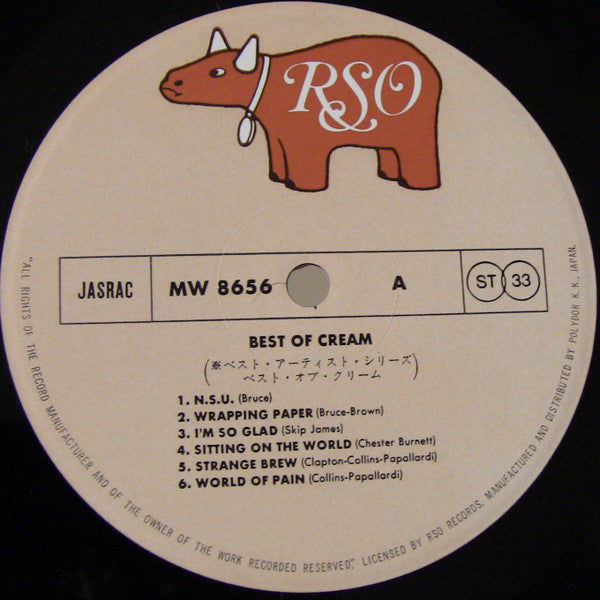 RSO
JASRAC MW 8656 A ST 33
BEST OF CREAM
(※ベスト・アーティスト・シリーズ
ベスト・オブ・クリーム)
1. N.S.U. (Bruce)
2. WRAPPING PAPER (Bruce-Brown)
3. I'M SO GLAD (Skip James)
4. SITTING ON THE WORLD (Chester Burnett)
5. STRANGE BREW (Clapton-Collins-Papallardi)
6. WORLD OF PAIN (Collins-Papallardi)
"ALL RIGHTS OF THE RECORD MANUFACTURER AND OF THE OWNER OF THE WORK RECORDED RESERVED." LICENSED BY RSO RECORDS. MANUFACTURED AND DISTRIBUTED BY POLYDOR K. K., JAPAN.